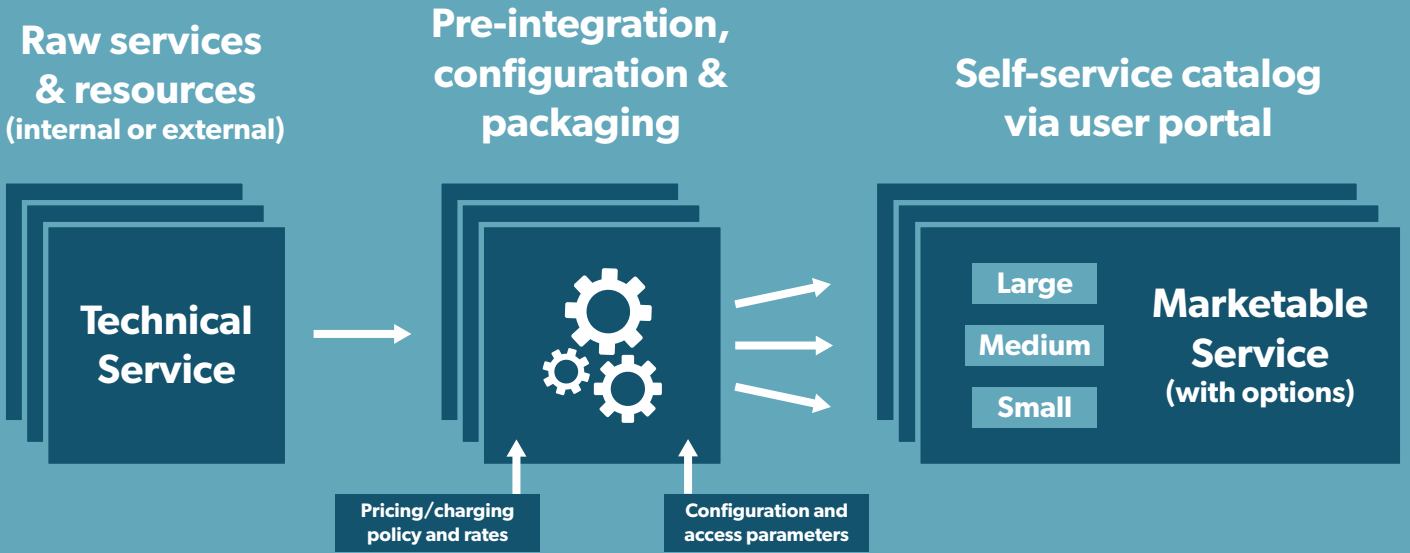 Raw services
& resources
(internal or external)
Pre-integration,
configuration &
packaging
Self-service catalog
via user portal
Technical
Service
Large
Medium
Small
Marketable
Service
(with options)
Pricing/charging
policy and rates
Configuration and
access parameters